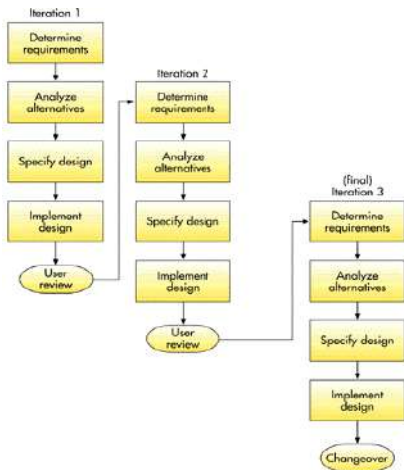 Iteration 1
Determine
requirements
Analyze
alternatives
Specify design
Implement
design
User
review
Iteration 2
Determine
requirements
Analyze
alternatives
Specify design
Implement
design
User
review
(final)
Iteration 3
Determine
requirements
Analyze
alternatives
Specify design
Implement
design
Changeover